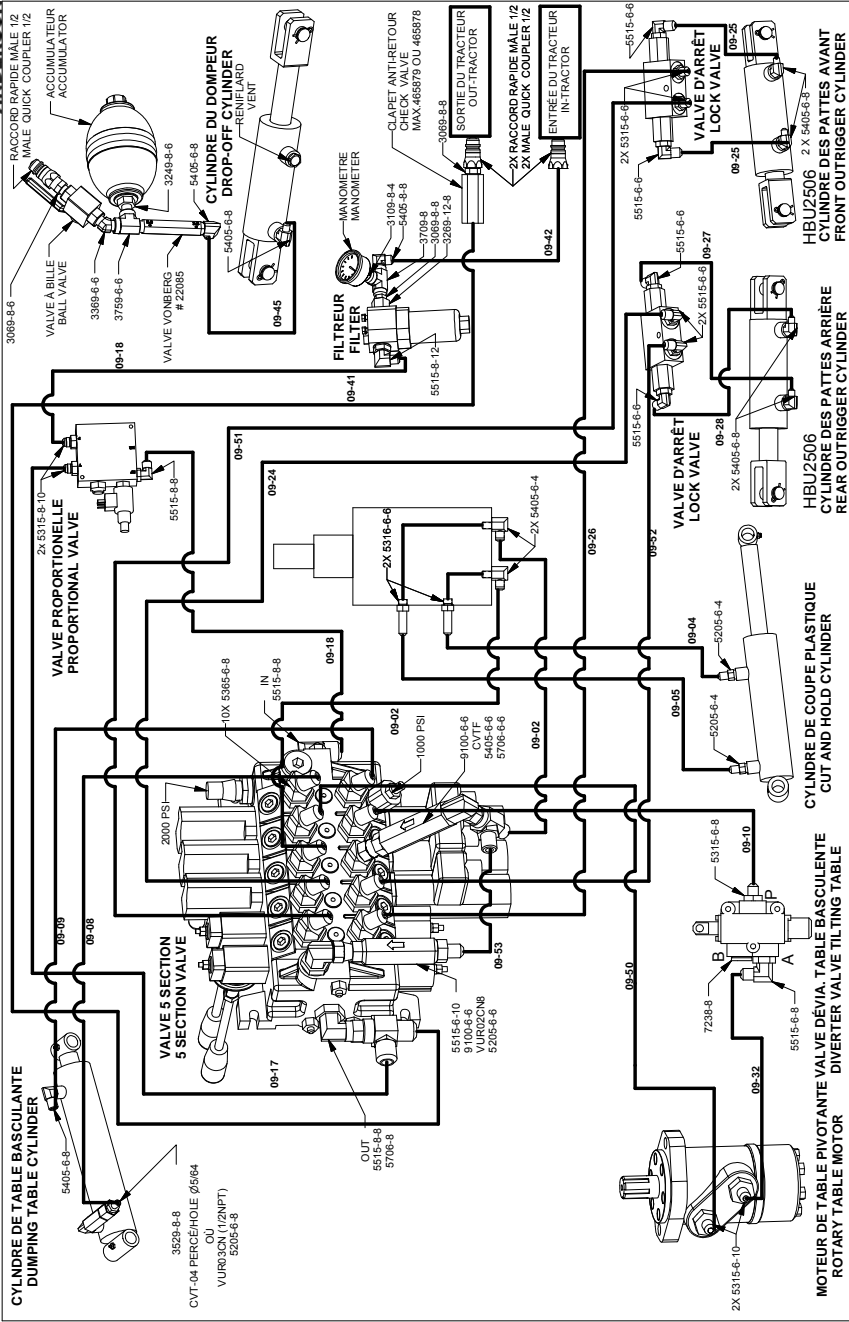 CYLNDRE DE TABLE BASCULANTE
DUMPING TABLE CYLINDER
5405-6-8
3529-8-8
CVT-04 PERCÉ/HOLE Ø5/64
OÙ
VUR03CN (1/2NPT)
5205-6-8
09-09
09-08
09-17
VALVE 5 SECTION
5 SECTION VALVE
2000 PSI
10X 5365-6-8
IN
5515-8-8
1000 PSI
9100-6-6
CVTF
5405-6-6
5706-6-6
OUT
5515-8-8
5706-8
5515-6-10
9100-6-6
VUR02CN8
5205-6-6
09-53
09-02
09-02
09-18
VALVE PROPORTIONELLE
PROPORTIONAL VALVE
2x 5315-8-10
5515-8-8
09-18
09-41
09-51
09-24
3069-8-6
RACCORD RAPIDE MÂLE 1/2
MALE QUICK COUPLER 1/2
ACCUMULATEUR
ACCUMULATOR
VALVE À BILLE
BALL VALVE
3369-6-6
3759-6-6
3249-8-6
VALVE VONBERG
# 22085
5405-6-8
CYLINDRE DU DOMPEUR
DROP-OFF CYLINDER
RENIFLARD
VENT
5405-6-8
09-45
FILTREUR
FILTER
MANOMETRE
MANOMETER
3109-8-4
5405-8-8
3709-8
3069-8-8
3269-12-8
5515-8-12
09-42
CLAPET ANTI-RETOUR
CHECK VALVE
MAX.465879 OU 465878
3069-8-8
SORTIE DU TRACTEUR
OUT-TRACTOR
2X RACCORD RAPIDE MÂLE 1/2
2X MALE QUICK COUPLER 1/2
ENTRÉE DU TRACTEUR
IN-TRACTOR
2X 5316-6-6
2X 5405-6-4
09-26
09-04
09-05
5205-6-4
5205-6-4
CYLNDRE DE COUPE PLASTIQUE
CUT AND HOLD CYLINDER
09-52
5515-6-6
5515-6-6
2X 5515-6-6
09-27
09-28
VALVE D'ARRÊT
LOCK VALVE
2X 5405-6-8
HBU2506
CYLINDRE DES PATTES ARRIÈRE
REAR OUTRIGGER CYLINDER
5515-6-6
2X 5315-6-6
5515-6-6
09-25
09-25
VALVE D'ARRÊT
LOCK VALVE
2 X 5405-6-8
HBU2506
CYLINDRE DES PATTES AVANT
FRONT OUTRIGGER CYLINDER
09-50
09-10
5315-6-8
P
B
A
7238-8
5515-6-8
09-32
VALVE DÉVIA. TABLE BASCULENTE
DIVERTER VALVE TILTING TABLE
2X 5315-6-10
MOTEUR DE TABLE PIVOTANTE
ROTARY TABLE MOTOR